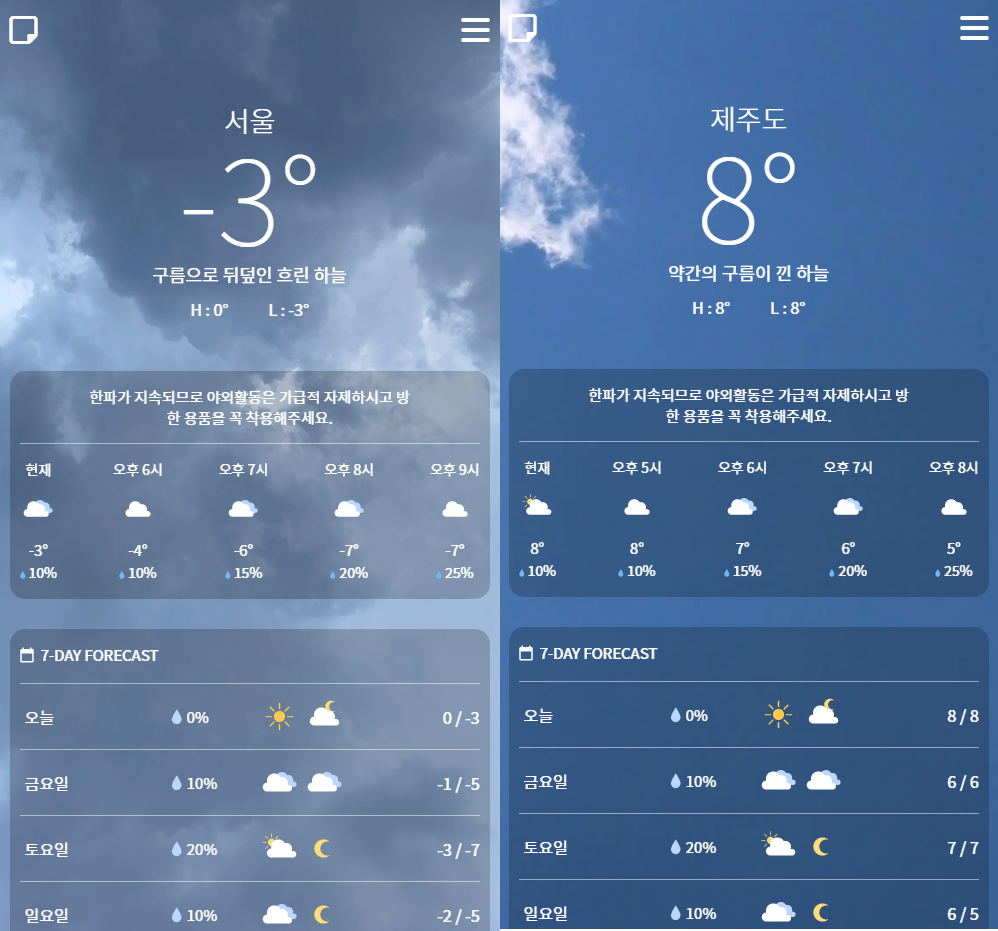 서울
-3°
구름으로 뒤덮인 흐린 하늘
H : 0° L : -3°
한파가 지속되므로 야외활동은 가급적 자제하시고 방
한 용품을 꼭 착용해주세요.
현재 오후 6시 오후 7시 오후 8시 오후 9시
-3° -4° -6° -7° -7°
10% 10% 15% 20% 25%
7-DAY FORECAST
오늘 0% 0 / -3
금요일 10% -1 / -5
토요일 20% -3 / -7
일요일 10% -2 / -5
제주도
8°
약간의 구름이 낀 하늘
H : 8° L : 8°
한파가 지속되므로 야외활동은 가급적 자제하시고 방
한 용품을 꼭 착용해주세요.
현재 오후 5시 오후 6시 오후 7시 오후 8시
8° 8° 7° 6° 5°
10% 10% 15% 20% 25%
7-DAY FORECAST
오늘 0% 8 / 8
금요일 10% 6 / 6
토요일 20% 7 / 7
일요일 10% 6 / 5